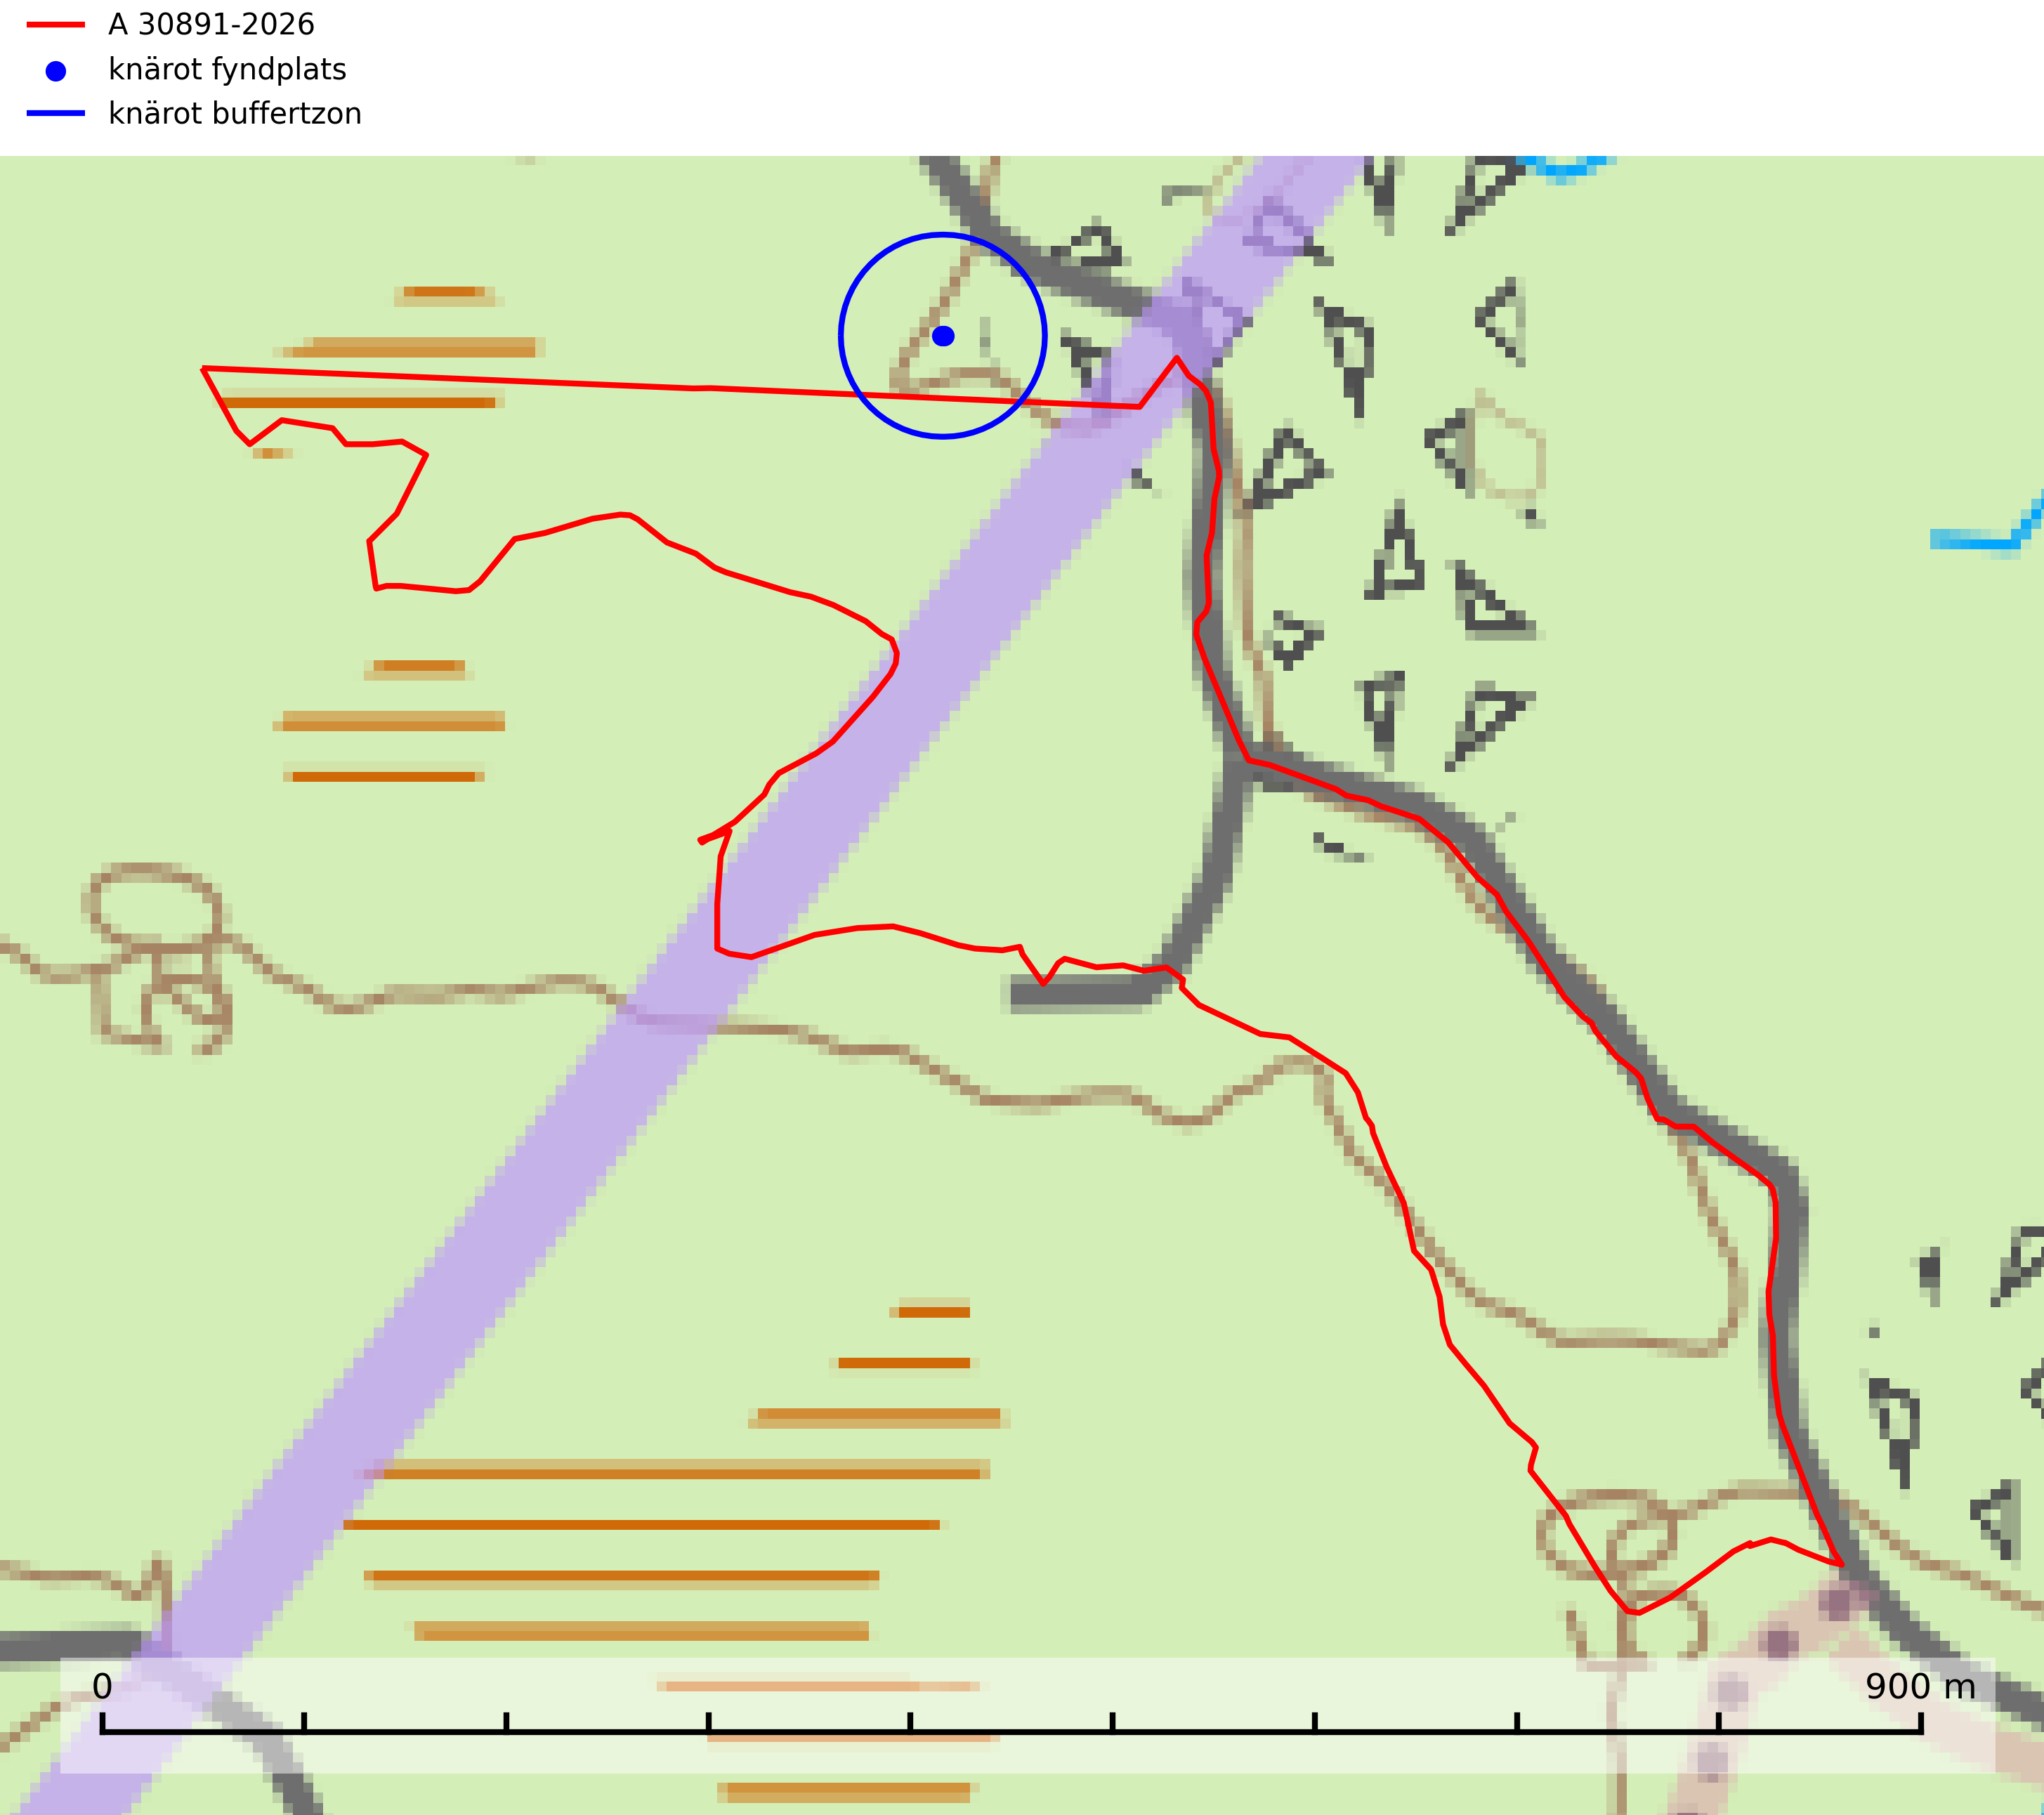 A 30891-2026
knärot fyndplats
knärot buffertzon
0
900 m